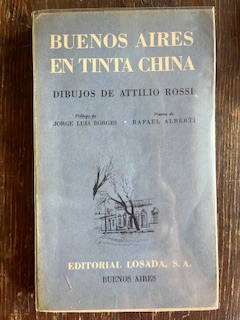 BUENOS AIRES
EN TINTA CHINA
DIBUJOS DE ATTILIO ROSSI
Prólogo de
JORGE LUIS BORGES
Poema de
RAFAEL ALBERTI
EDITORIAL LOSADA, S. A.
BUENOS AIRES